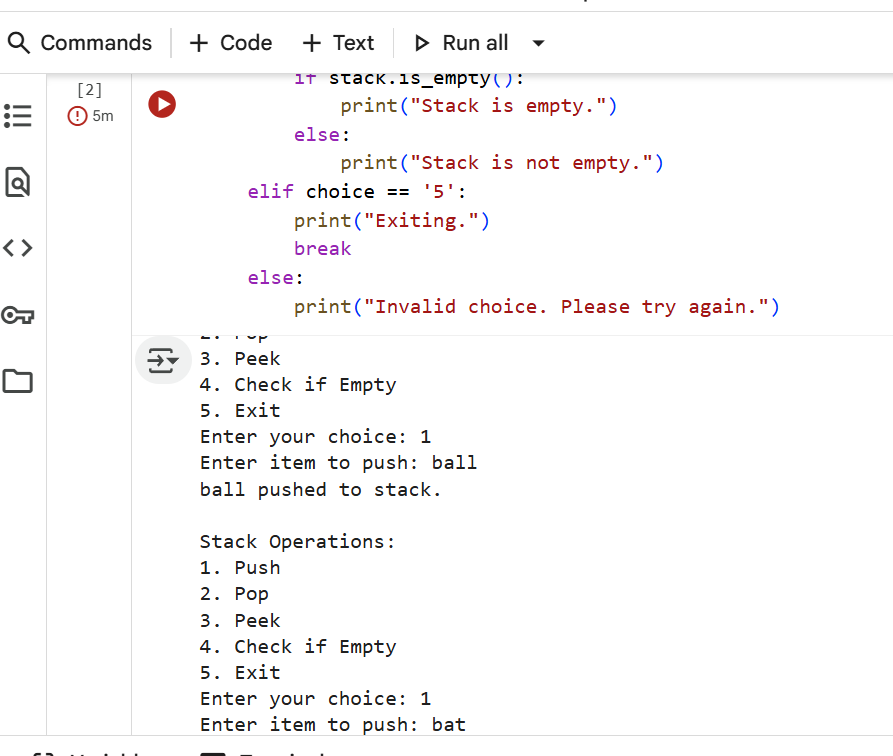 Commands + Code + Text Run all
[2]
5m
if stack.is_empty():
print("Stack is empty.")
else:
print("Stack is not empty.")
elif choice == '5':
print("Exiting.")
break
else:
print("Invalid choice. Please try again.")
2. Pop
3. Peek
4. Check if Empty
5. Exit
Enter your choice: 1
Enter item to push: ball
ball pushed to stack.
Stack Operations:
1. Push
2. Pop
3. Peek
4. Check if Empty
5. Exit
Enter your choice: 1
Enter item to push: bat